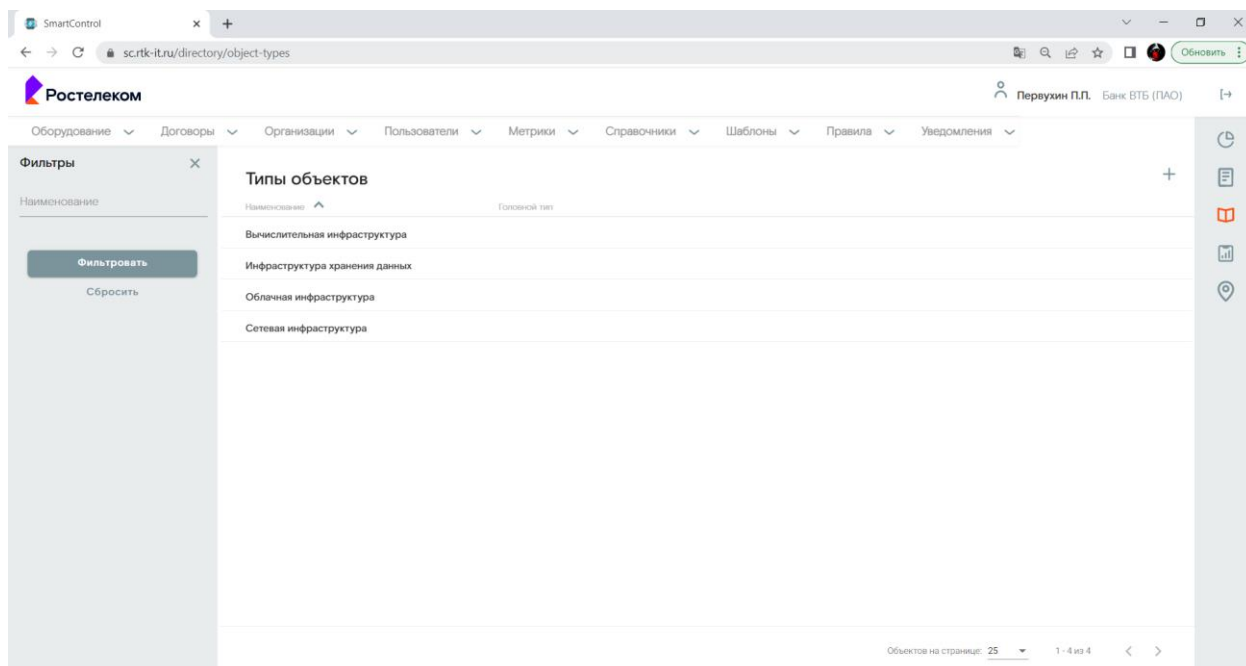 SmartControl
sc.rtk-it.ru/directory/object-types
Обновить
Ростелеком
Первухин П.П. Банк ВТБ (ПАО)
Оборудование Договоры Организации Пользователи Метрики Справочники Шаблоны Правила Уведомления
Фильтры
Наименование
Фильтровать
Сбросить
Типы объектов
Наименование Головной тип
Вычислительная инфраструктура
Инфраструктура хранения данных
Облачная инфраструктура
Сетевая инфраструктура
Объектов на странице: 25 1 - 4 из 4